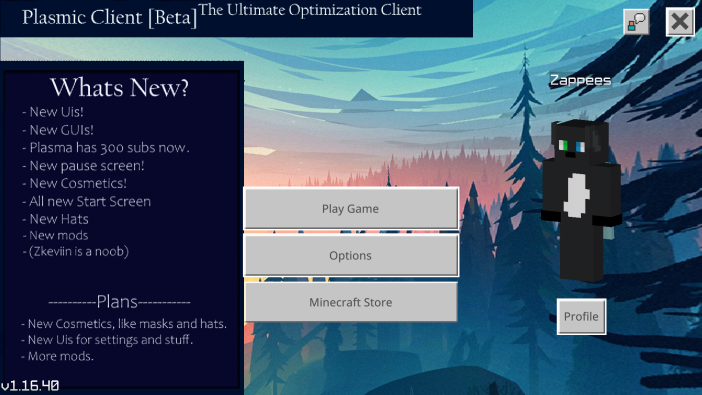 Plasmic Client [Beta]
The Ultimate Optimization Client
Whats New?
- New Uis!
- New GUIs!
- Plasma has 300 subs now.
- New pause screen!
- New Cosmetics!
- All new Start Screen
- New Hats
- New mods
- (Zkeviin is a noob)
----------Plans-----------
- New Cosmetics, like masks and hats.
- New Uis for settings and stuff.
- More mods.
v1.16.40
Play Game
Options
Minecraft Store
Zappees
Profile